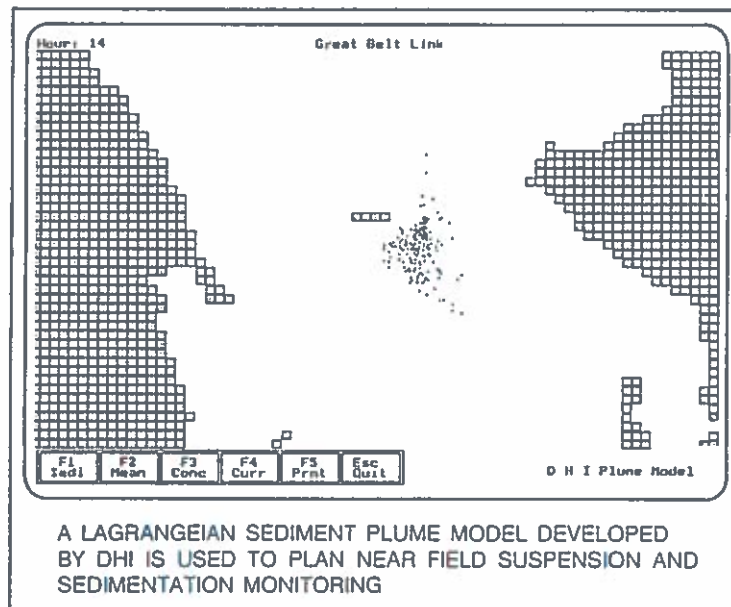 Hour: 14
Great Belt Link
F1 F2 F3 F4 F5 Esc
Sedi Mean Conc Curr Prnt Quit
D H I Plume Model
A LAGRANGEIAN SEDIMENT PLUME MODEL DEVELOPED
BY DHI IS USED TO PLAN NEAR FIELD SUSPENSION AND
SEDIMENTATION MONITORING